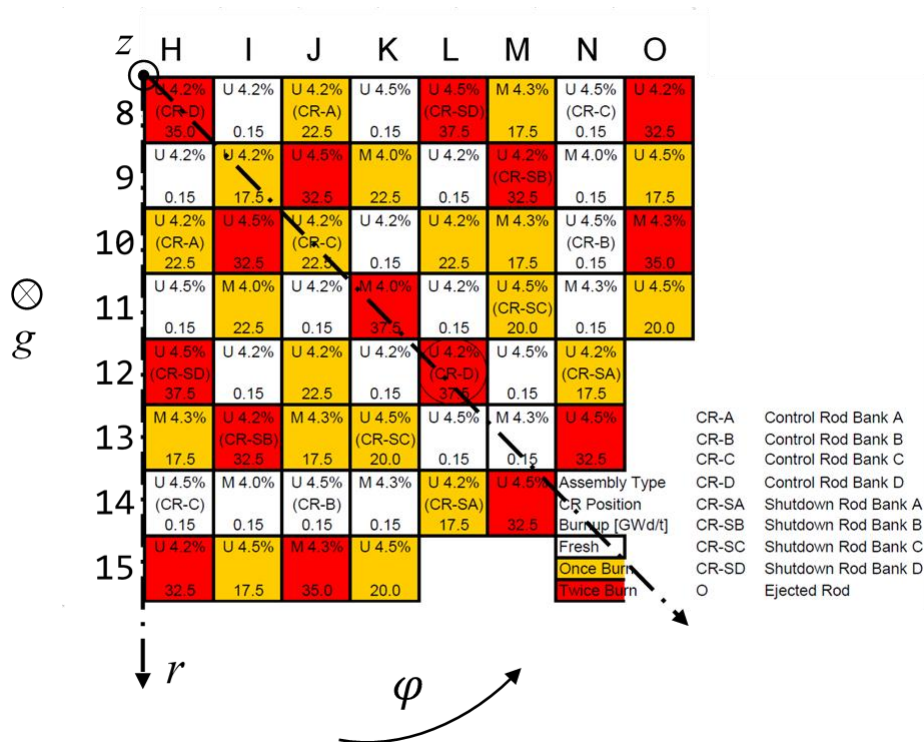 z H I J K L M N O
U 4.2% U 4.2% U 4.2% U 4.5% U 4.5% M 4.3% U 4.5% U 4.2%
8 (CR-D) (CR-A) (CR-SD) (CR-C)
35.0 0.15 22.5 0.15 37.5 17.5 0.15 32.5
U 4.2% U 4.2% U 4.5% M 4.0% U 4.2% U 4.2% M 4.0% U 4.5%
9 (CR-SB)
0.15 17.5 32.5 22.5 0.15 32.5 0.15 17.5
U 4.2% U 4.5% U 4.2% U 4.2% U 4.2% M 4.3% U 4.5% M 4.3%
10 (CR-A) (CR-C) (CR-B)
22.5 32.5 22.5 0.15 22.5 17.5 0.15 35.0
U 4.5% M 4.0% U 4.2% M 4.0% U 4.2% U 4.5% M 4.3% U 4.5%
11 (CR-SC)
0.15 22.5 0.15 37.5 0.15 20.0 0.15 20.0
g
U 4.5% U 4.2% U 4.2% U 4.2% U 4.2% U 4.5% U 4.2%
12 (CR-SD) (CR-D) (CR-SA)
37.5 0.15 22.5 0.15 37.5 0.15 17.5
M 4.3% U 4.2% M 4.3% U 4.5% U 4.5% M 4.3% U 4.5%
13 (CR-SB) (CR-SC)
17.5 32.5 17.5 20.0 0.15 0.15 32.5
U 4.5% M 4.0% U 4.5% M 4.3% U 4.2% U 4.5%
14 (CR-C) (CR-B) (CR-SA)
0.15 0.15 0.15 0.15 17.5 32.5
U 4.2% U 4.5% M 4.3% U 4.5%
15
32.5 17.5 35.0 20.0
Assembly Type
CR Position
Burnup [GWd/t]
Fresh
Once Burn
Twice Burn
CR-A Control Rod Bank A
CR-B Control Rod Bank B
CR-C Control Rod Bank C
CR-D Control Rod Bank D
CR-SA Shutdown Rod Bank A
CR-SB Shutdown Rod Bank B
CR-SC Shutdown Rod Bank C
CR-SD Shutdown Rod Bank D
O Ejected Rod
r
φ